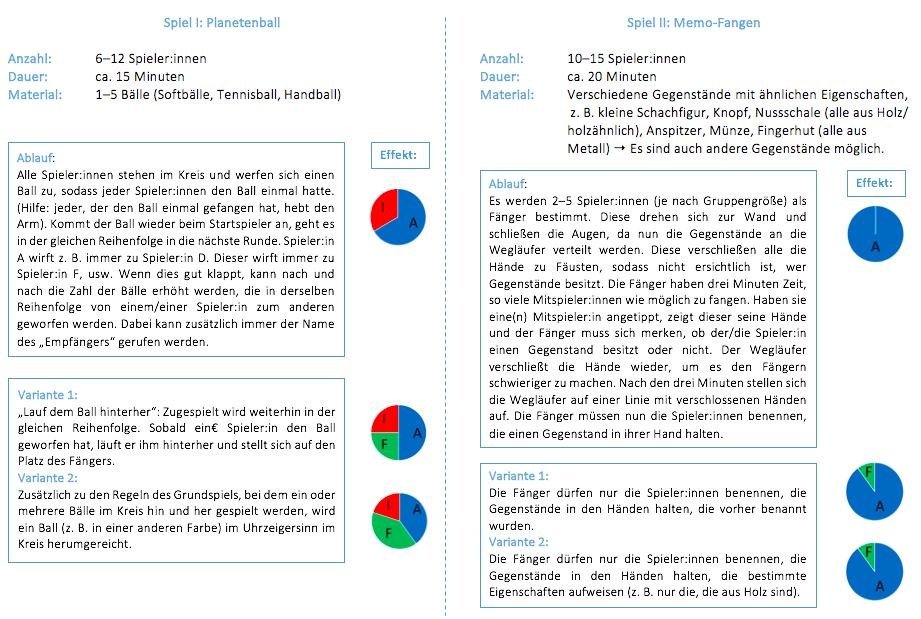 Spiel I: Planetenball
Anzahl: 6–12 Spieler:innen
Dauer: ca. 15 Minuten
Material: 1–5 Bälle (Softbälle, Tennisball, Handball)
Ablauf:
Alle Spieler:innen stehen im Kreis und werfen sich einen
Ball zu, sodass jeder Spieler:innen den Ball einmal hatte.
(Hilfe: jeder, der den Ball einmal gefangen hat, hebt den
Arm). Kommt der Ball wieder beim Startspieler an, geht es
in der gleichen Reihenfolge in die nächste Runde. Spieler:in
A wirft z. B. immer zu Spieler:in D. Dieser wirft immer zu
Spieler:in F, usw. Wenn dies gut klappt, kann nach und
nach die Zahl der Bälle erhöht werden, die in derselben
Reihenfolge von einem/einer Spieler:in zum anderen
geworfen werden. Dabei kann zusätzlich immer der Name
des „Empfängers“ gerufen werden.
Effekt:
I
A
Variante 1:
„Lauf dem Ball hinterher“: Zugespielt wird weiterhin in der
gleichen Reihenfolge. Sobald ein€ Spieler:in den Ball
geworfen hat, läuft er ihm hinterher und stellt sich auf den
Platz des Fängers.
Variante 2:
Zusätzlich zu den Regeln des Grundspiels, bei dem ein oder
mehrere Bälle im Kreis hin und her gespielt werden, wird
ein Ball (z. B. in einer anderen Farbe) im Uhrzeigersinn im
Kreis herumgereicht.
I
A
F
I
A
F
Spiel II: Memo-Fangen
Anzahl: 10–15 Spieler:innen
Dauer: ca. 20 Minuten
Material: Verschiedene Gegenstände mit ähnlichen Eigenschaften,
z. B. kleine Schachfigur, Knopf, Nussschale (alle aus Holz/
holzähnlich), Anspitzer, Münze, Fingerhut (alle aus
Metall) → Es sind auch andere Gegenstände möglich.
Ablauf:
Es werden 2–5 Spieler:innen (je nach Gruppengröße) als
Fänger bestimmt. Diese drehen sich zur Wand und
schließen die Augen, da nun die Gegenstände an die
Wegläufer verteilt werden. Diese verschließen alle die
Hände zu Fäusten, sodass nicht ersichtlich ist, wer
Gegenstände besitzt. Die Fänger haben drei Minuten Zeit,
so viele Mitspieler:innen wie möglich zu fangen. Haben sie
eine(n) Mitspieler:in angetippt, zeigt dieser seine Hände
und der Fänger muss sich merken, ob der/die Spieler:in
einen Gegenstand besitzt oder nicht. Der Wegläufer
verschließt die Hände wieder, um es den Fängern
schwieriger zu machen. Nach den drei Minuten stellen sich
die Wegläufer auf einer Linie mit verschlossenen Händen
auf. Die Fänger müssen nun die Spieler:innen benennen,
die einen Gegenstand in ihrer Hand halten.
Effekt:
A
Variante 1:
Die Fänger dürfen nur die Spieler:innen benennen, die
Gegenstände in den Händen halten, die vorher benannt
wurden.
Variante 2:
Die Fänger dürfen nur die Spieler:innen benennen, die
Gegenstände in den Händen halten, die bestimmte
Eigenschaften aufweisen (z. B. nur die, die aus Holz sind).
F
A
F
A